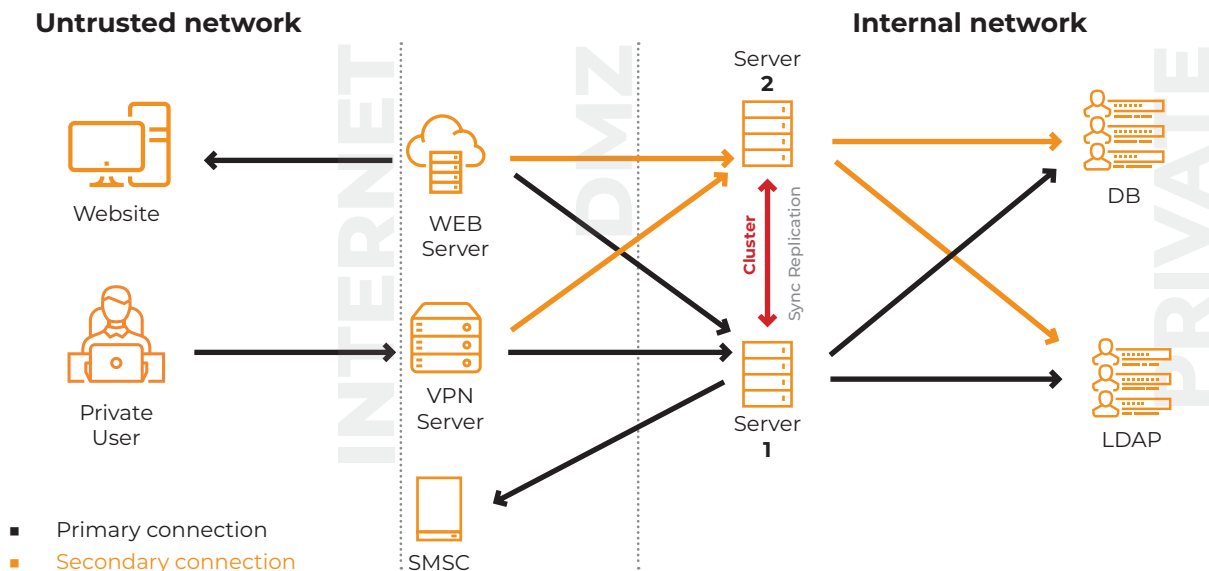 Untrusted network
Internal network
INTERNET
DMZ
PRIVATE
Website
WEB
Server
Server
2
DB
Cluster
Sync Replication
Private
User
VPN
Server
Server
1
LDAP
SMSC
Primary connection
Secondary connection